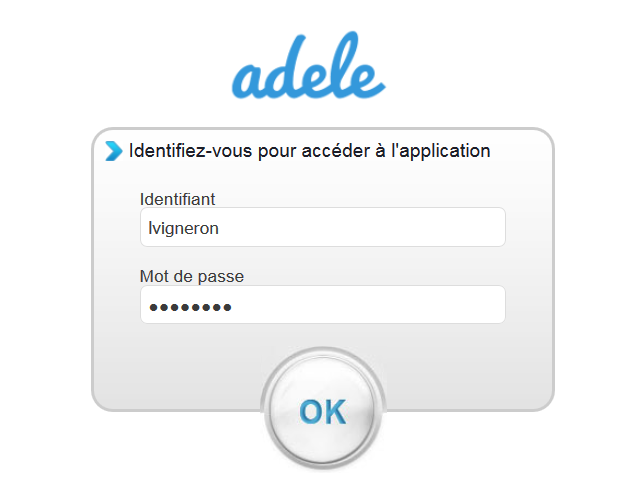 adele
Identifiez-vous pour accéder à l'application
Identifiant
lvigneron
Mot de passe
●●●●●●●●
OK